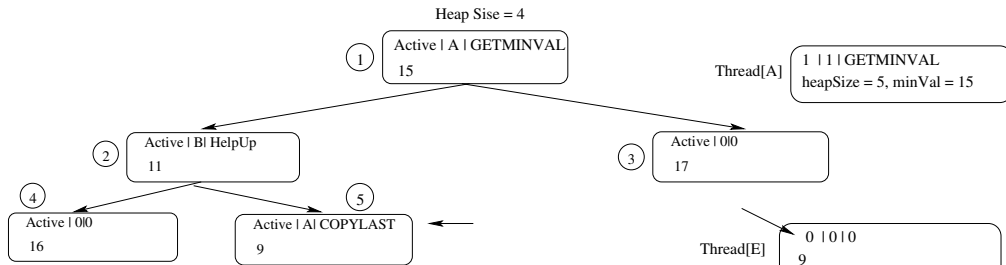 Heap Sise = 4
1
Active | A | GETMINVAL
15
Thread[A]
1 | 1 | GETMINVAL
heapSize = 5, minVal = 15
2
Active | B| HelpUp
11
3
Active | 0|0
17
4
Active | 0|0
16
5
Active | A| COPYLAST
9
Thread[E]
0 | 0 | 0
9